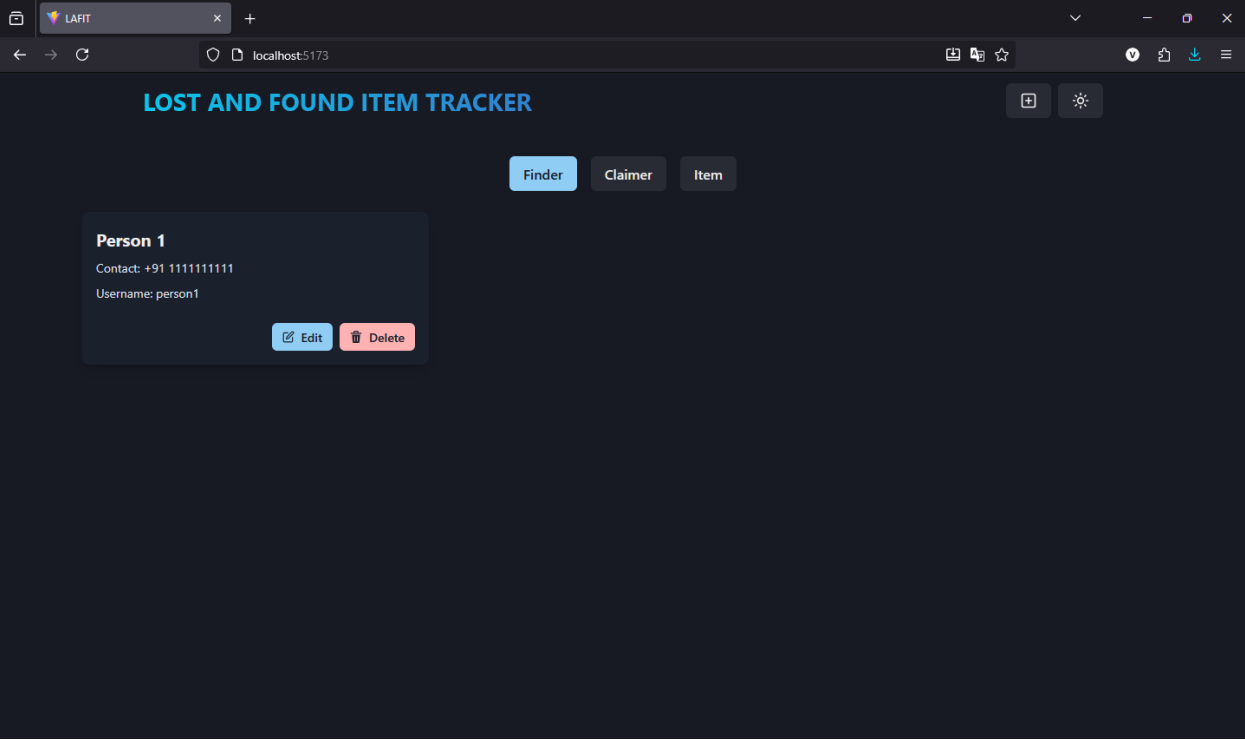 LAFIT
localhost:5173
LOST AND FOUND ITEM TRACKER
Finder Claimer Item
Person 1
Contact: +91 1111111111
Username: person1
Edit Delete